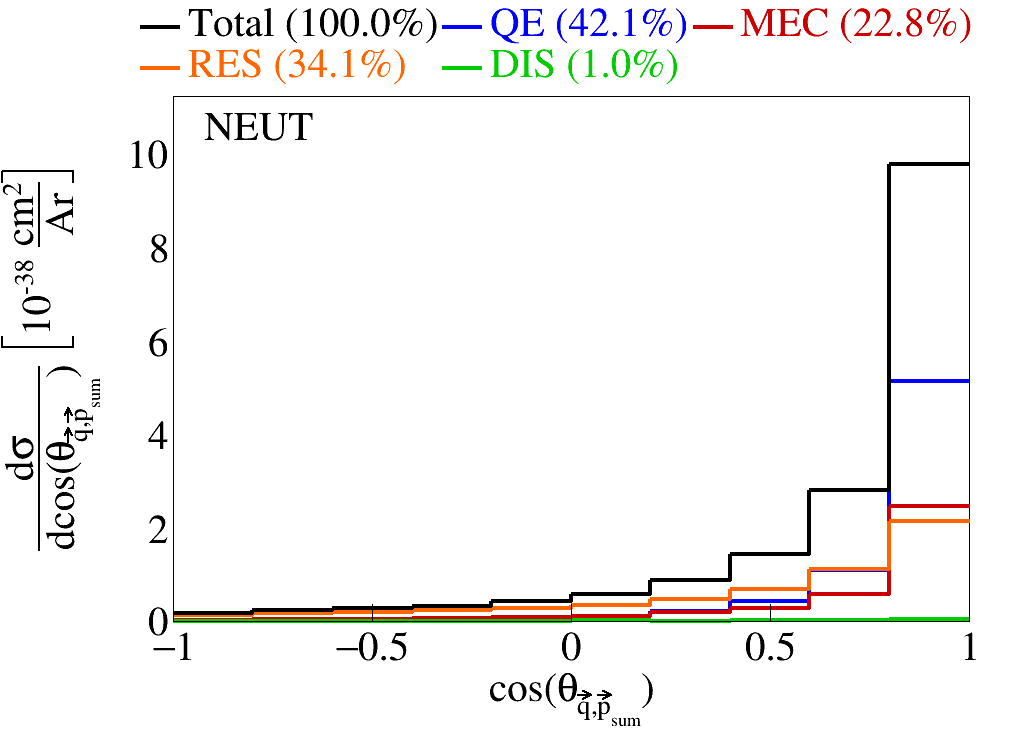 Total (100.0%) QE (42.1%) MEC (22.8%)
RES (34.1%) DIS (1.0%)
NEUT
10
8
6
4
2
0
−1 −0.5 0 0.5 1
cos(θ q⃗,p⃗ sum)
dσ
dcos(θ q⃗,p⃗ sum)
[10-38 cm2
Ar]